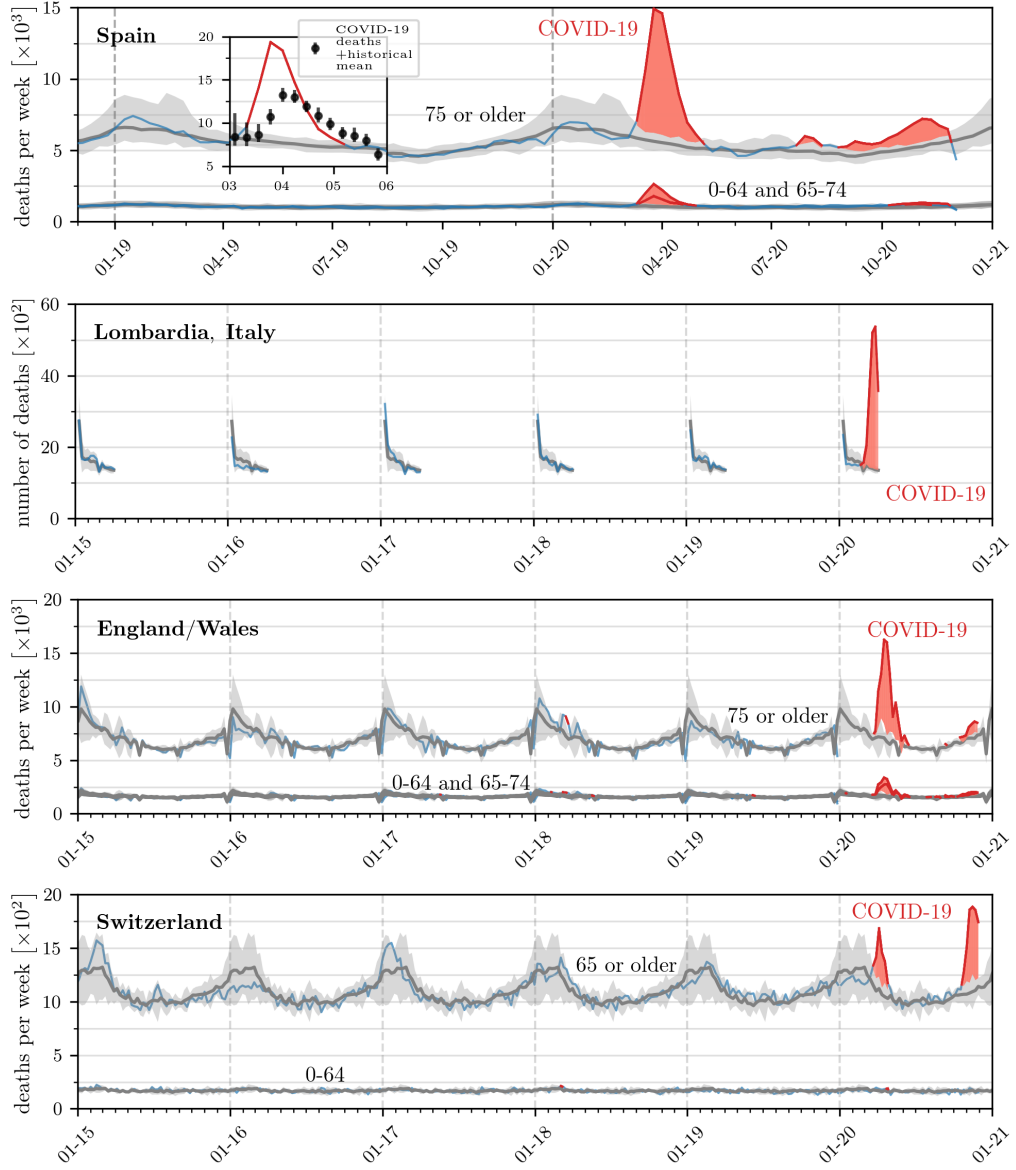 deaths per week [×10³]
15
10
5
0
Spain
COVID-19
75 or older
0-64 and 65-74
20
15
10
5
03
04
05
06
COVID-19
deaths
+historical
mean
01-19
04-19
07-19
10-19
01-20
04-20
07-20
10-20
01-21
number of deaths [×10²]
60
40
20
0
Lombardia, Italy
COVID-19
01-15
01-16
01-17
01-18
01-19
01-20
01-21
deaths per week [×10³]
20
15
10
5
0
England/Wales
COVID-19
75 or older
0-64 and 65-74
01-15
01-16
01-17
01-18
01-19
01-20
01-21
deaths per week [×10²]
20
15
10
5
0
Switzerland
COVID-19
65 or older
0-64
01-15
01-16
01-17
01-18
01-19
01-20
01-21